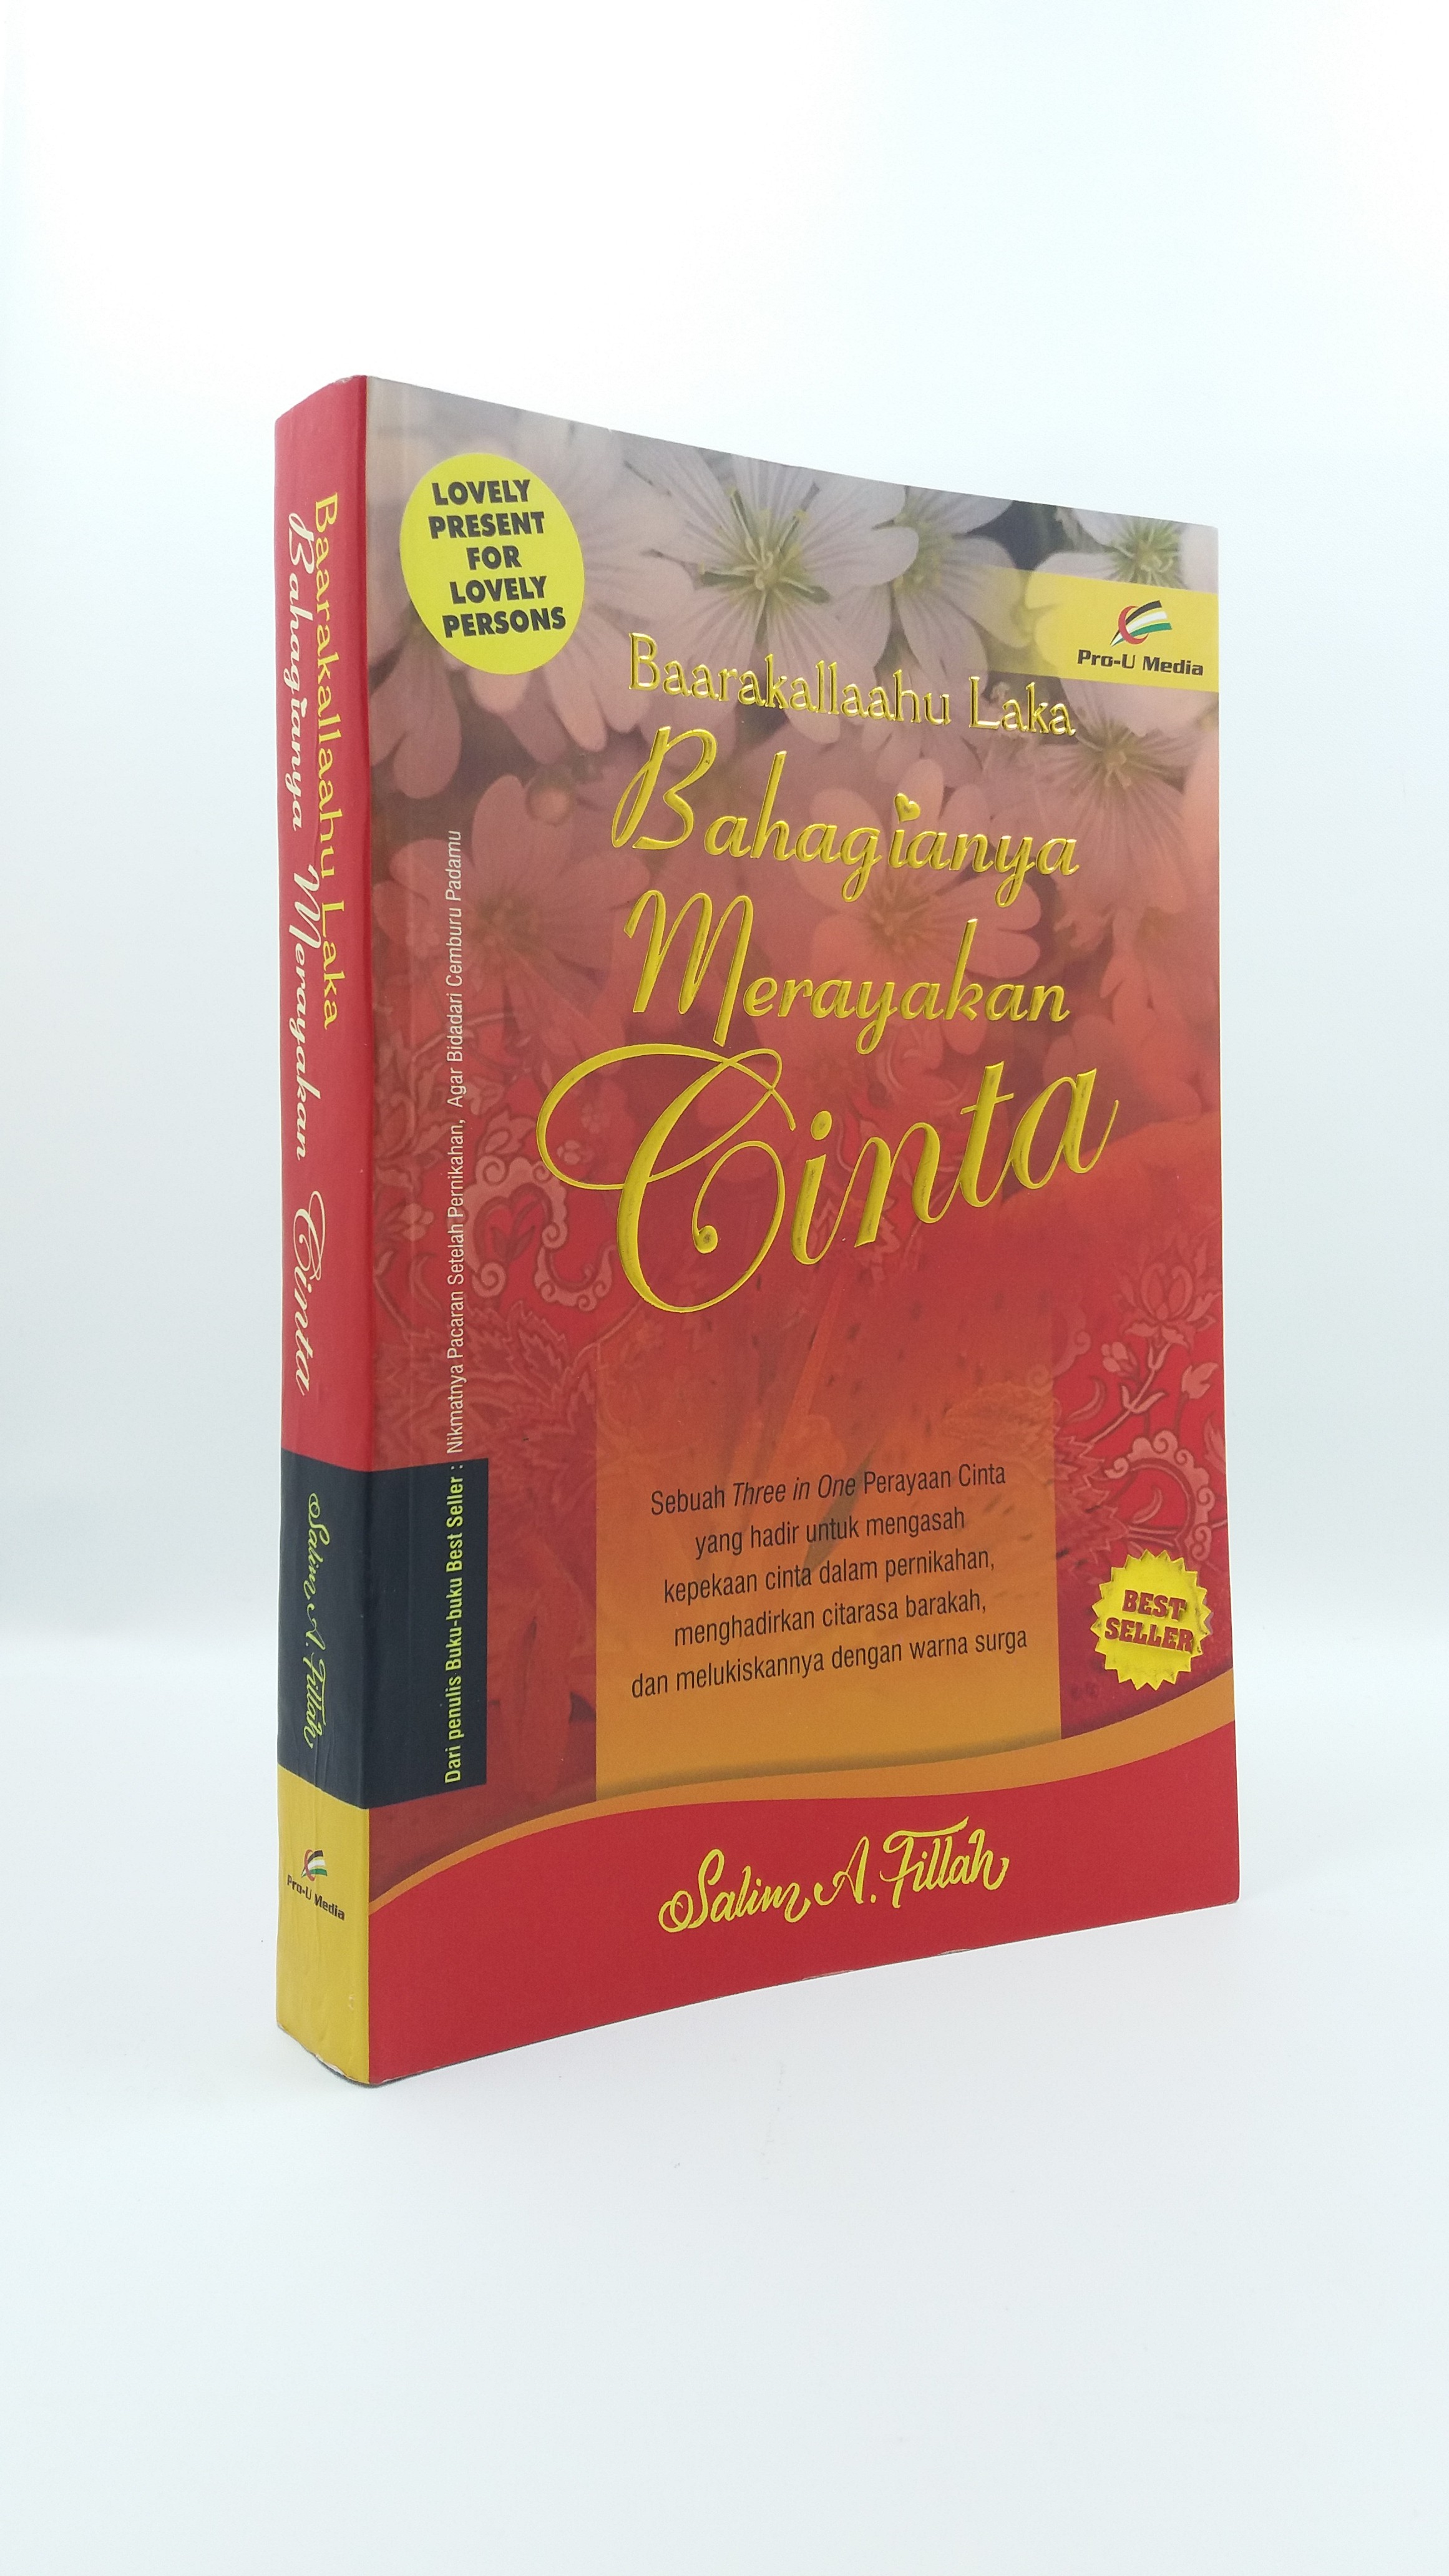 LOVELY
PRESENT
FOR
LOVELY
PERSONS
Pro-U Media
Baarakallaahu Laka
Bahagianya
Merayakan
Cinta
Dari penulis Buku-buku Best Seller : Nikmatnya Pacaran Setelah Pernikahan, Agar Bidadari Cemburu Padamu
Sebuah Three in One Perayaan Cinta
yang hadir untuk mengasah
kepekaan cinta dalam pernikahan,
menghadirkan citarasa barakah,
dan melukiskannya dengan warna surga
BEST
SELLER
Salim A. Fillah
Baarakallaahu Laka
Bahagianya Merayakan Cinta
Salim A. Fillah
Pro-U Media